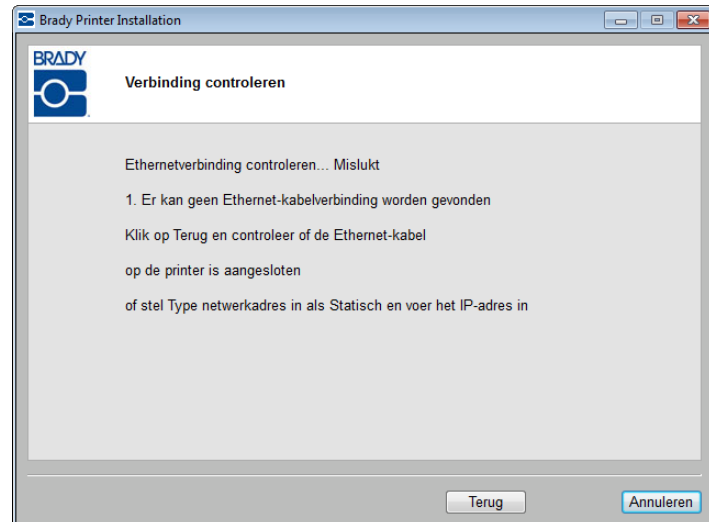 Brady Printer Installation
BRADY
Verbinding controleren
Ethernetverbinding controleren... Mislukt
1. Er kan geen Ethernet-kabelverbinding worden gevonden
Klik op Terug en controleer of de Ethernet-kabel
op de printer is aangesloten
of stel Type netwerkadres in als Statisch en voer het IP-adres in
Terug
Annuleren